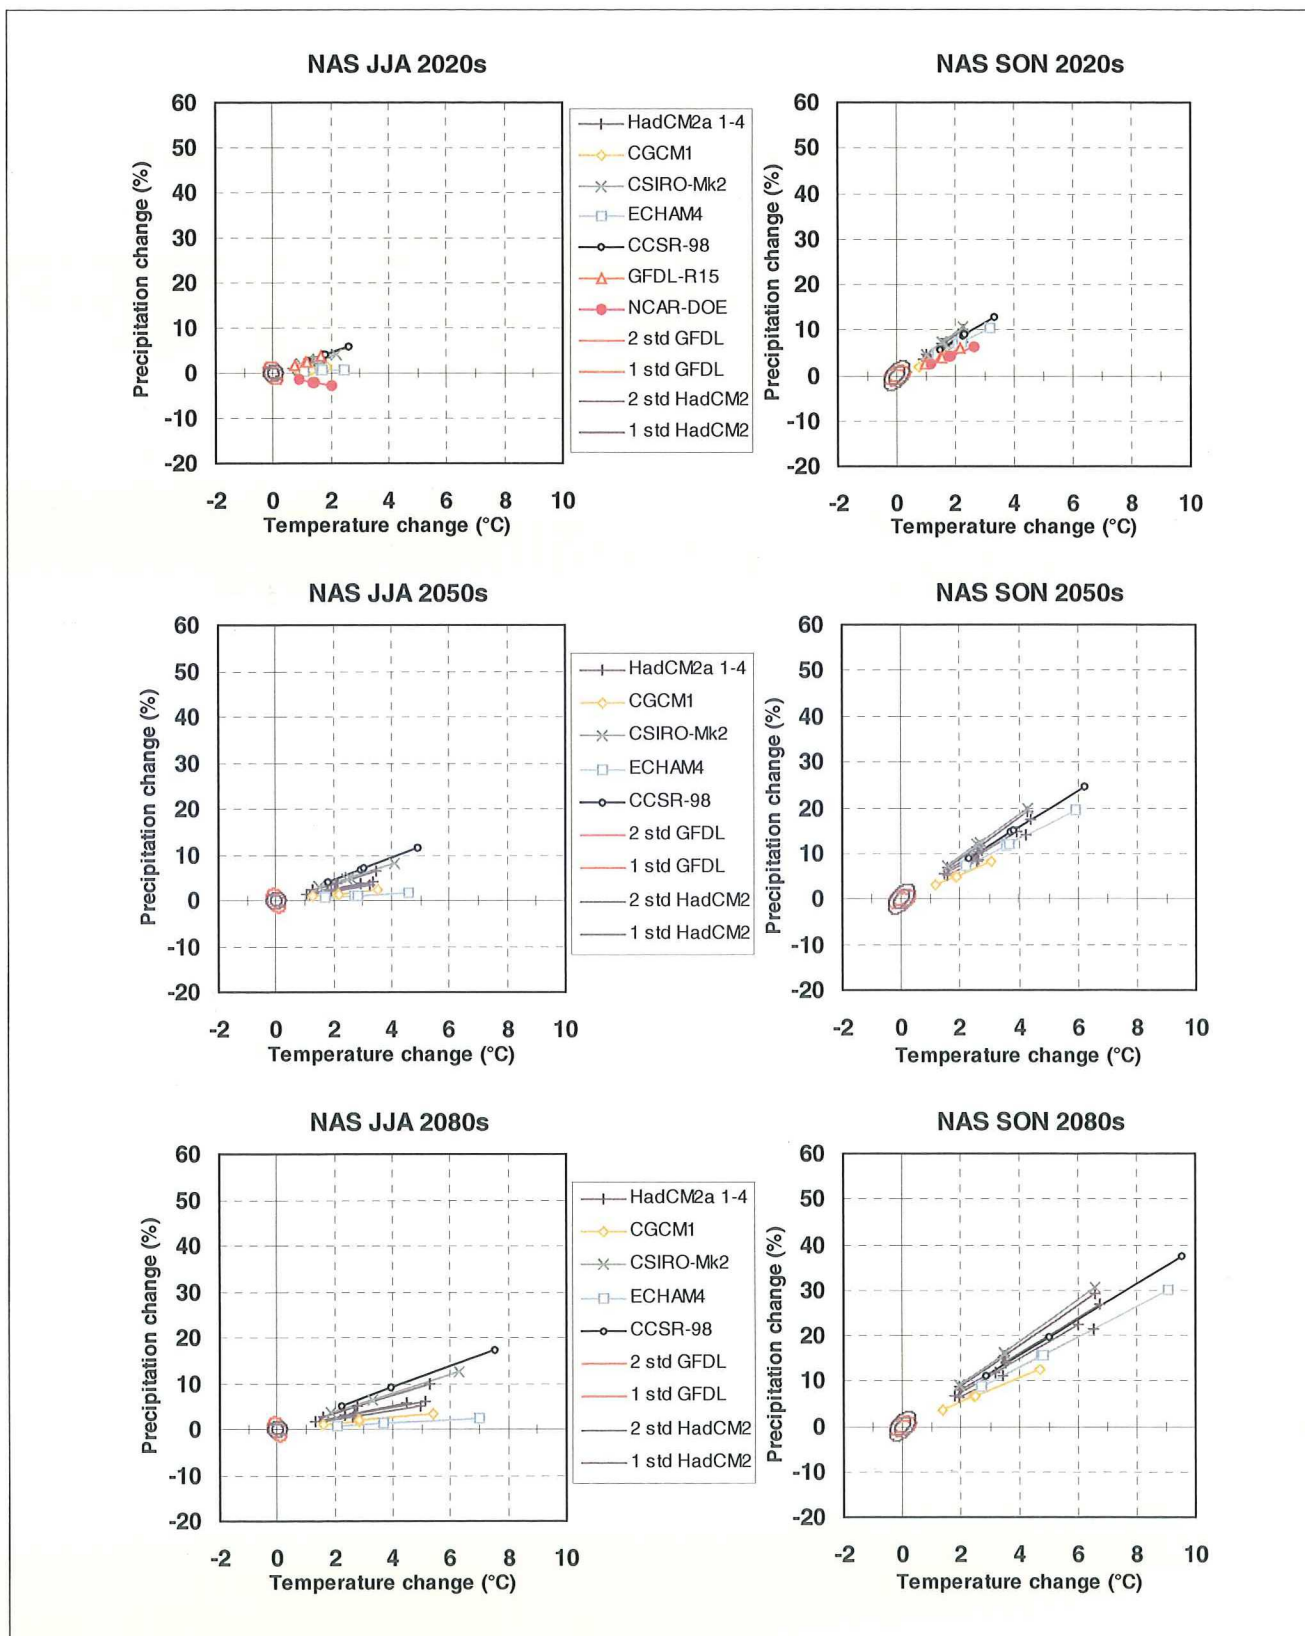 NAS JJA 2020s
Precipitation change (%)
60
50
40
30
20
10
0
-10
-20
-2 0 2 4 6 8 10
Temperature change (°C)
HadCM2a 1-4
CGCM1
CSIRO-Mk2
ECHAM4
CCSR-98
GFDL-R15
NCAR-DOE
2 std GFDL
1 std GFDL
2 std HadCM2
1 std HadCM2
NAS SON 2020s
Precipitation change (%)
60
50
40
30
20
10
0
-10
-20
-2 0 2 4 6 8 10
Temperature change (°C)
NAS JJA 2050s
Precipitation change (%)
60
50
40
30
20
10
0
-10
-20
-2 0 2 4 6 8 10
Temperature change (°C)
HadCM2a 1-4
CGCM1
CSIRO-Mk2
ECHAM4
CCSR-98
2 std GFDL
1 std GFDL
2 std HadCM2
1 std HadCM2
NAS SON 2050s
Precipitation change (%)
60
50
40
30
20
10
0
-10
-20
-2 0 2 4 6 8 10
Temperature change (°C)
NAS JJA 2080s
Precipitation change (%)
60
50
40
30
20
10
0
-10
-20
-2 0 2 4 6 8 10
Temperature change (°C)
HadCM2a 1-4
CGCM1
CSIRO-Mk2
ECHAM4
CCSR-98
2 std GFDL
1 std GFDL
2 std HadCM2
1 std HadCM2
NAS SON 2080s
Precipitation change (%)
60
50
40
30
20
10
0
-10
-20
-2 0 2 4 6 8 10
Temperature change (°C)